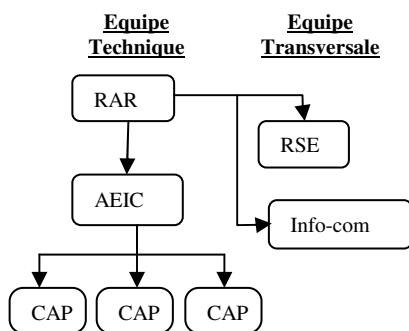 Equipe
Technique
Equipe
Transversale
RAR
RSE
AEIC
Info-com
CAP
CAP
CAP